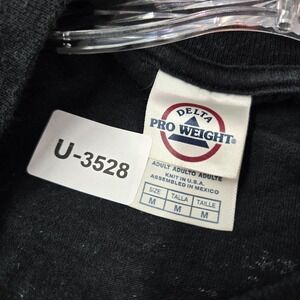 DELTA
PRO WEIGHT®
ADULT ADULTO ADULTE
KNIT IN U.S.A.
ASSEMBLED IN MEXICO
SIZE TALLA TAILLE
M M M
U-3528